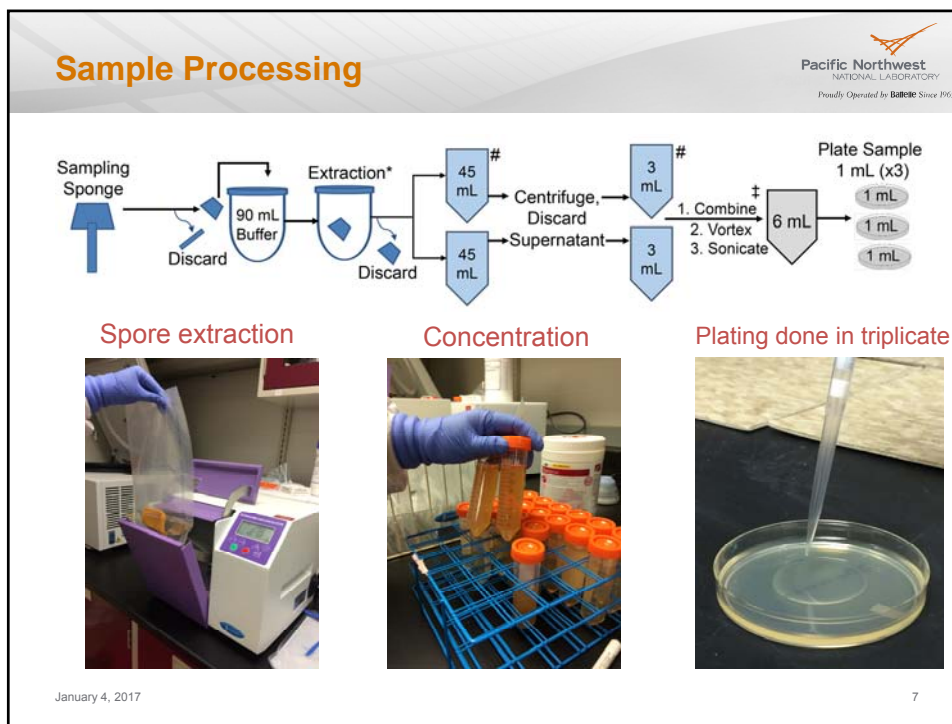 Sample Processing
Pacific Northwest
NATIONAL LABORATORY
Proudly Operated by Battelle Since 1965
Sampling
Sponge
Discard
90 mL
Buffer
Extraction*
Discard
45
mL
#
45
mL
Centrifuge,
Discard
Supernatant
3
mL
#
3
mL
1. Combine
2. Vortex
3. Sonicate
‡
6 mL
Plate Sample
1 mL (x3)
1 mL
1 mL
1 mL
Spore extraction
Concentration
Plating done in triplicate
January 4, 2017
7